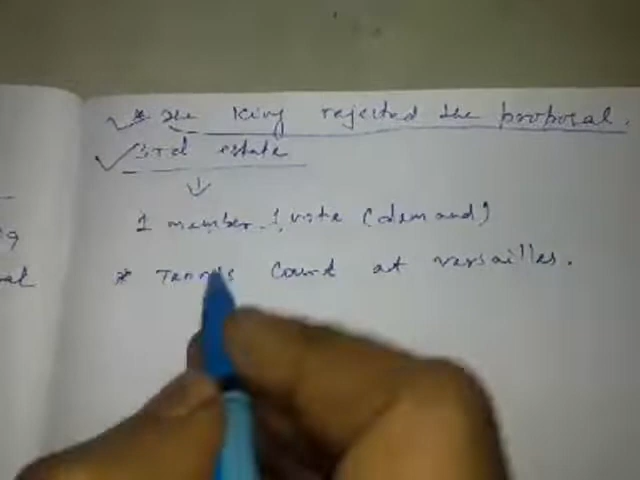 * The King rejected the proposal.
3rd estate
1 member 1 vote (demand)
* Tennis Court at versailles.